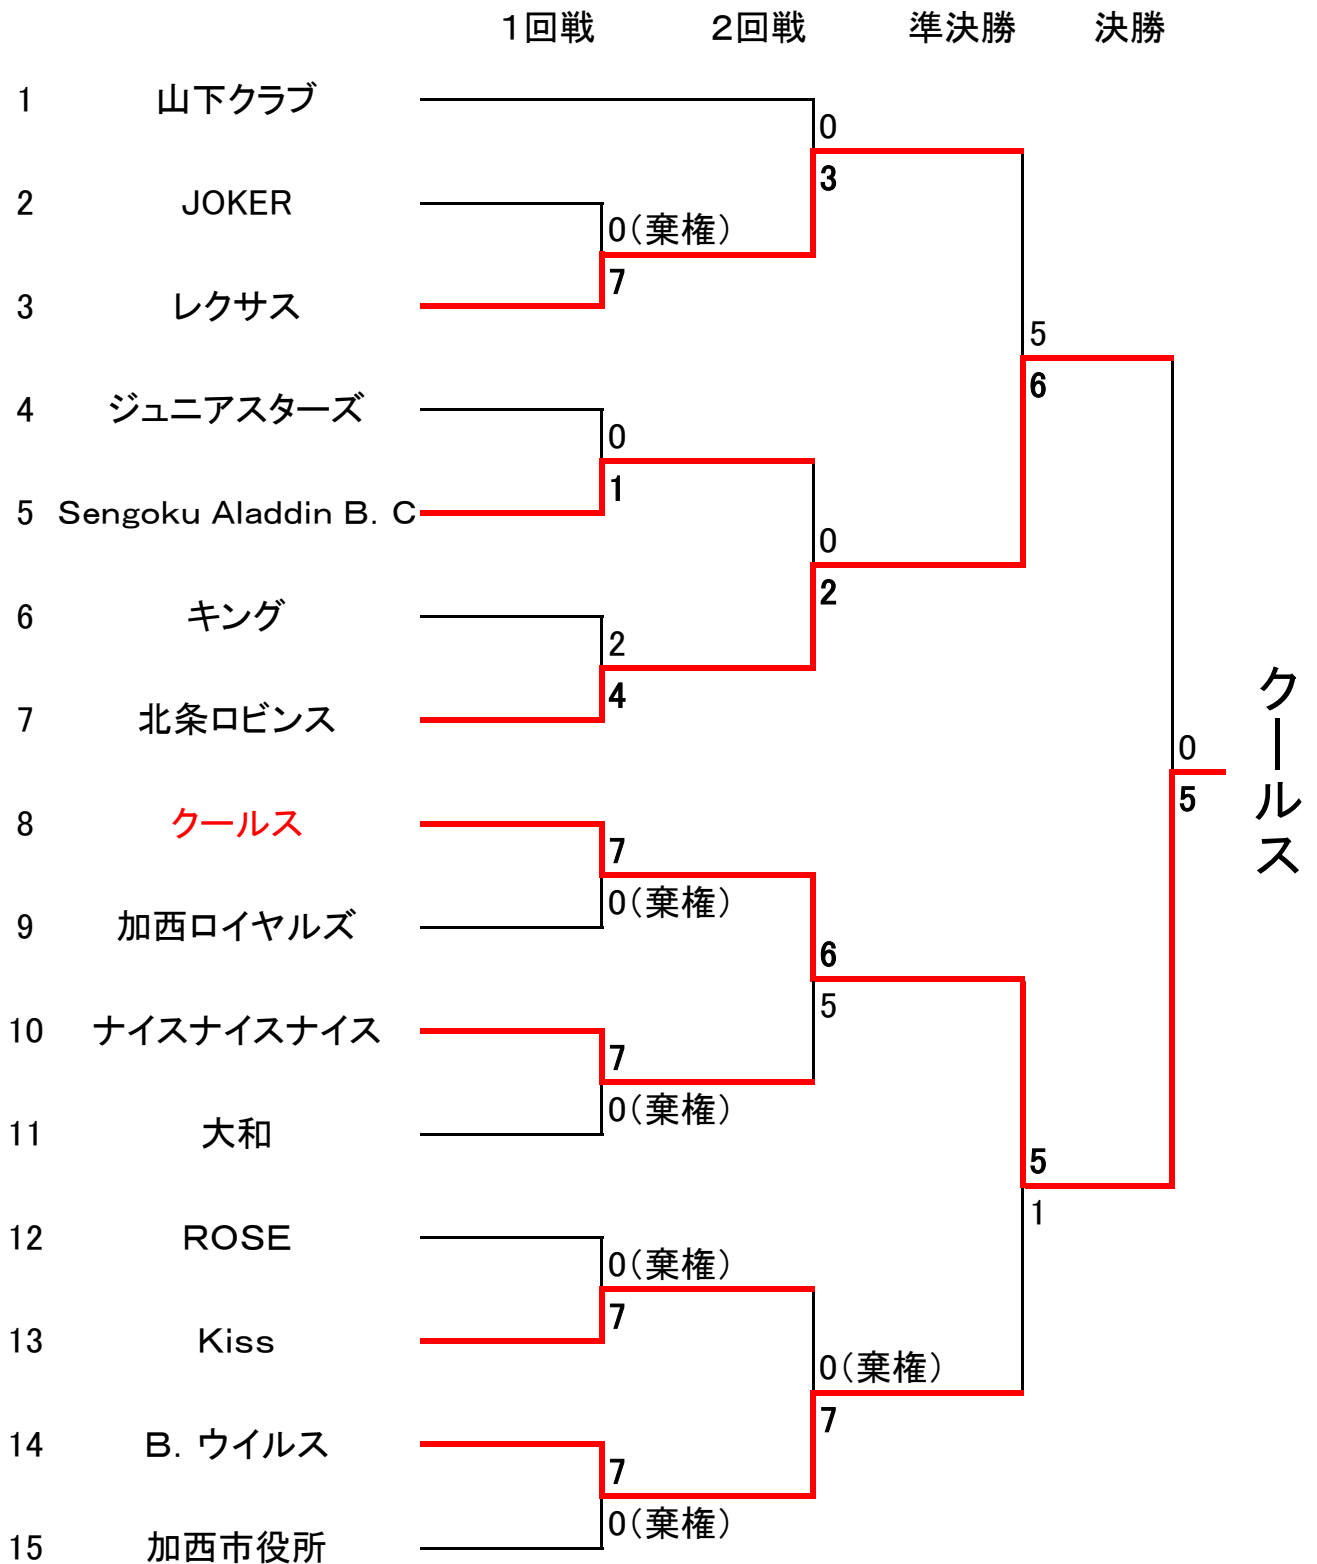 １回戦 ２回戦 準決勝 決勝
1 山下クラブ
0
3
2 JOKER
0（棄権）
7
3 レクサス
5
6
4 ジュニアスターズ
0
1
5 Sengoku Aladdin B. C
0
2
6 キング
2
4
7 北条ロビンス
クールス
0
5
8 クールス
7
0（棄権）
9 加西ロイヤルズ
6
5
10 ナイスナイスナイス
7
0（棄権）
11 大和
5
1
12 ROSE
0（棄権）
7
13 Kiss
0（棄権）
7
14 B. ウイルス
7
0（棄権）
15 加西市役所